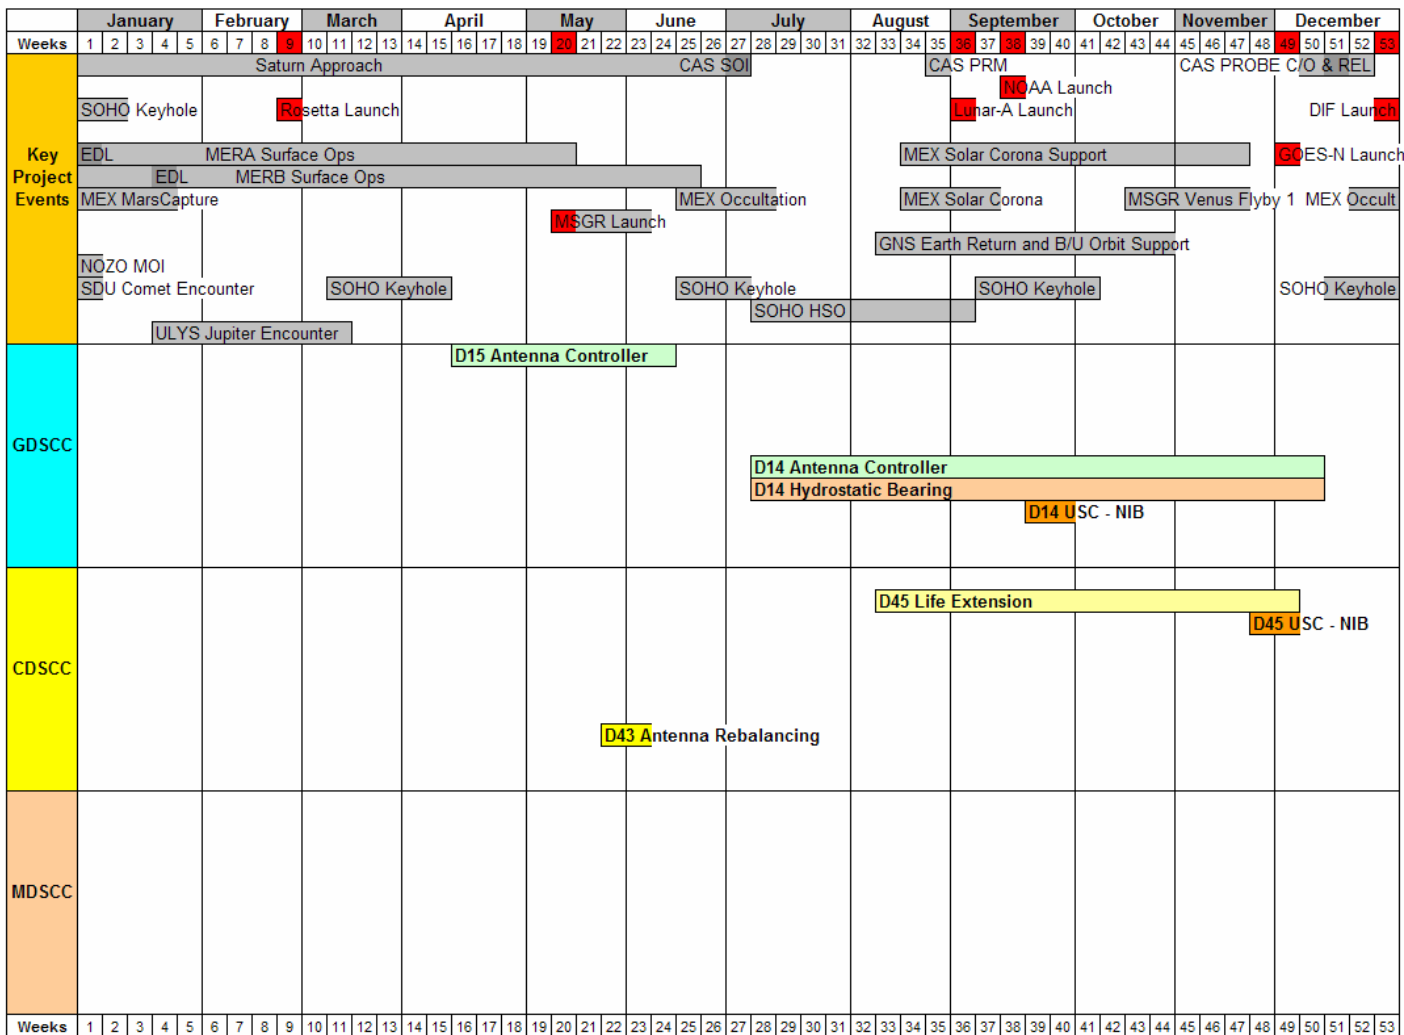 January February March April May June July August September October November December
Weeks 1 2 3 4 5 6 7 8 9 10 11 12 13 14 15 16 17 18 19 20 21 22 23 24 25 26 27 28 29 30 31 32 33 34 35 36 37 38 39 40 41 42 43 44 45 46 47 48 49 50 51 52 53
Saturn Approach CAS SOI CAS PRM CAS PROBE C/O & REL
NOAA Launch
SOHO Keyhole Rosetta Launch Lunar-A Launch DIF Launch
Key Project Events
EDL MERA Surface Ops MEX Solar Corona Support GOES-N Launch
EDL MERB Surface Ops
MEX MarsCapture MEX Occultation MEX Solar Corona MSGR Venus Flyby 1 MEX Occult
MSGR Launch
GNS Earth Return and B/U Orbit Support
NOZO MOI
SDU Comet Encounter SOHO Keyhole SOHO Keyhole SOHO Keyhole SOHO Keyhole
SOHO HSO
ULYS Jupiter Encounter
D15 Antenna Controller
GDSCC
D14 Antenna Controller
D14 Hydrostatic Bearing
D14 USC - NIB
D45 Life Extension
D45 USC - NIB
CDSCC
D43 Antenna Rebalancing
MDSCC
Weeks 1 2 3 4 5 6 7 8 9 10 11 12 13 14 15 16 17 18 19 20 21 22 23 24 25 26 27 28 29 30 31 32 33 34 35 36 37 38 39 40 41 42 43 44 45 46 47 48 49 50 51 52 53